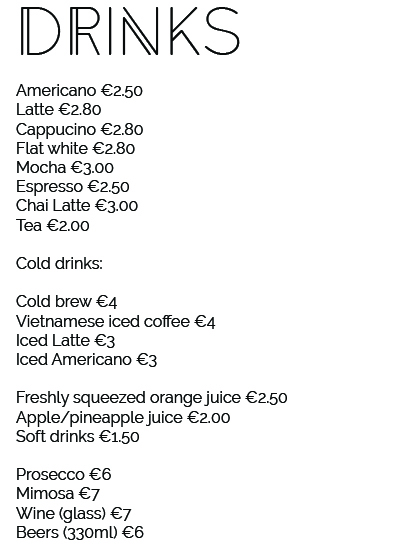 DRINKS
Americano €2.50
Latte €2.80
Cappucino €2.80
Flat white €2.80
Mocha €3.00
Espresso €2.50
Chai Latte €3.00
Tea €2.00
Cold drinks:
Cold brew €4
Vietnamese iced coffee €4
Iced Latte €3
Iced Americano €3
Freshly squeezed orange juice €2.50
Apple/pineapple juice €2.00
Soft drinks €1.50
Prosecco €6
Mimosa €7
Wine (glass) €7
Beers (330ml) €6